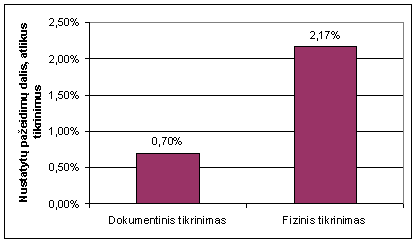 Nustatytų pažeidimų dalis, atlikus
tikrinimus
2,50%
2,00%
1,50%
1,00%
0,50%
0,00%
0,70%
2,17%
Dokumentinis tikrinimas
Fizinis tikrinimas